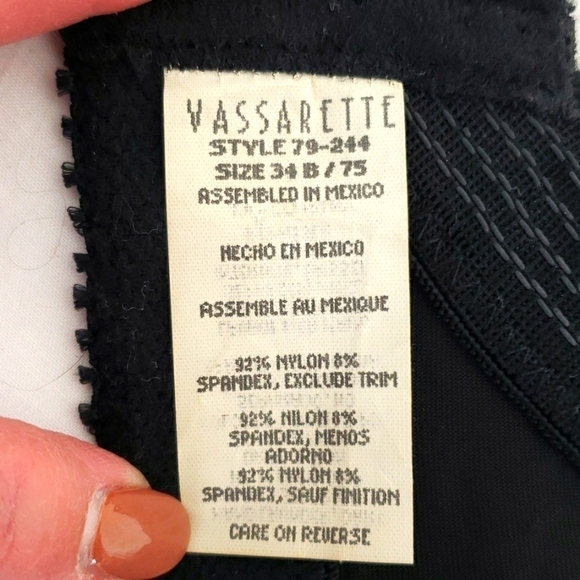 VASSARETTE
STYLE 79-244
SIZE 34 B / 75
ASSEMBLED IN MEXICO
HECHO EN MEXICO
ASSEMBLE AU MEXIQUE
92% NYLON 8%
SPANDEX, EXCLUDE TRIM
92% NILON 8%
SPANDEX, MENOS
ADORNO
92% NYLON 8%
SPANDEX, SAUF FINITION
CARE ON REVERSE